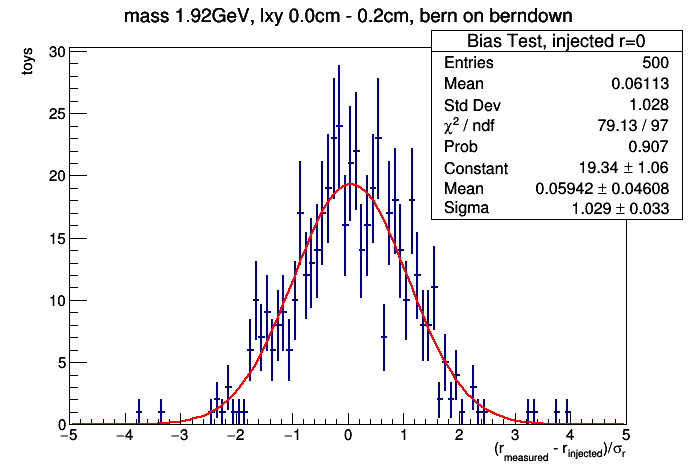 mass 1.92GeV, lxy 0.0cm - 0.2cm, bern on berndown
Bias Test, injected r=0
Entries 500
Mean 0.06113
Std Dev 1.028
χ² / ndf 79.13 / 97
Prob 0.907
Constant 19.34 ± 1.06
Mean 0.05942 ± 0.04608
Sigma 1.029 ± 0.033
toys
30
25
20
15
10
5
0
−5 −4 −3 −2 −1 0 1 2 3 4 5
(r_measured - r_injected)/σ_r